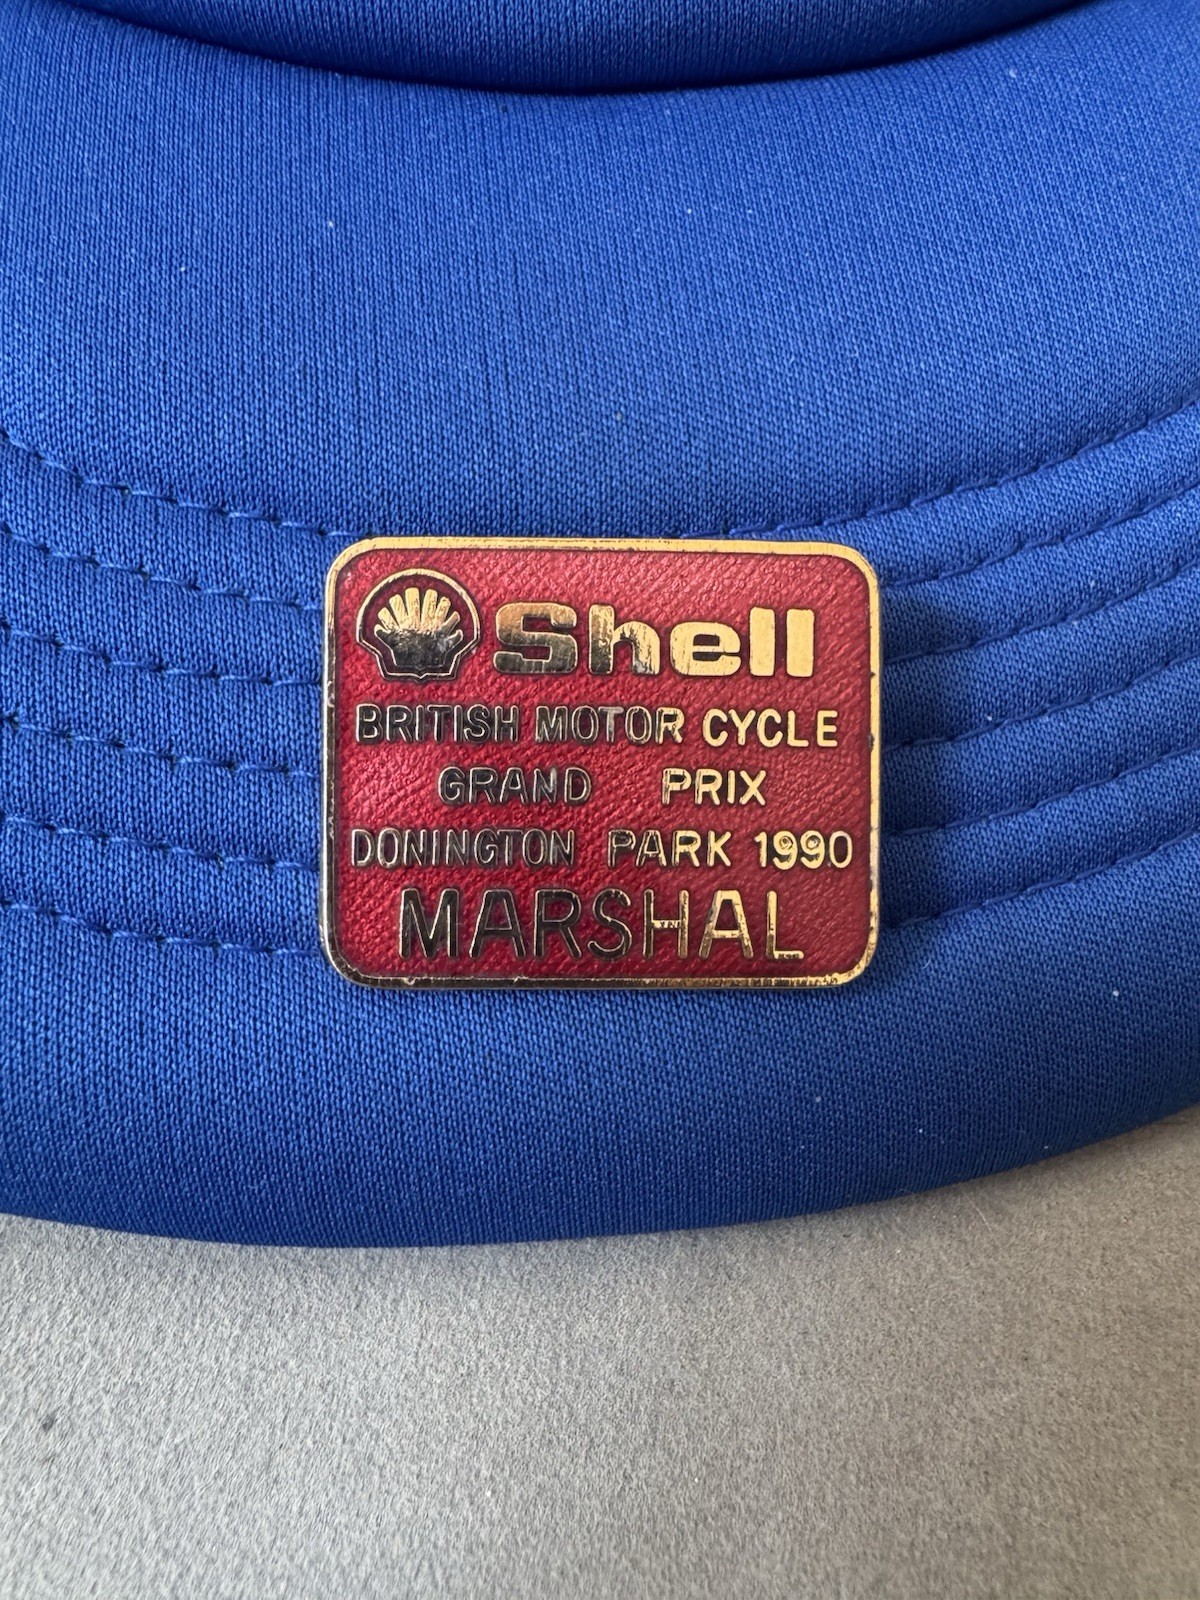 Shell
BRITISH MOTOR CYCLE
GRAND PRIX
DONINGTON PARK 1990
MARSHAL